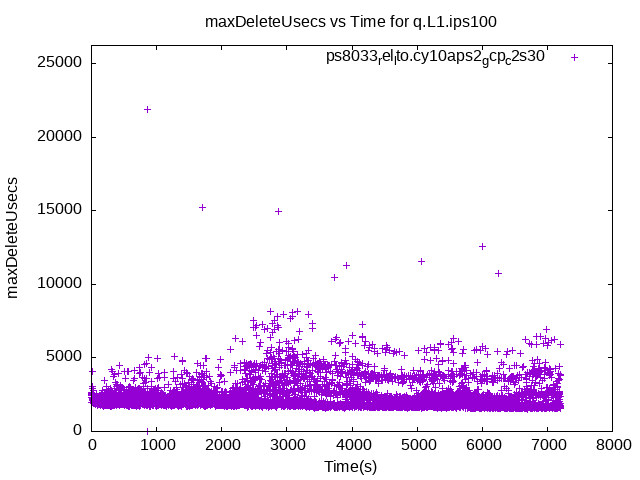 maxDeleteUsecs vs Time for q.L1.ips100
ps8033relito.cy10aps2gcpc2s30
25000
20000
15000
10000
5000
0
maxDeleteUsecs
0 1000 2000 3000 4000 5000 6000 7000 8000
Time(s)